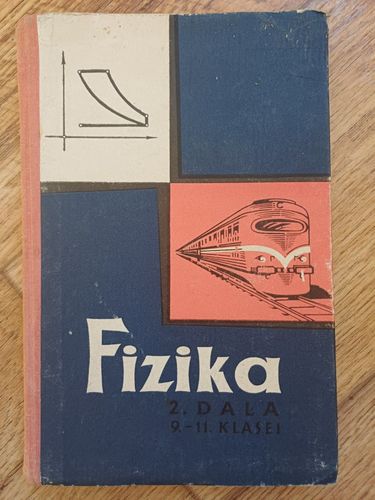 Fizika
2. DAĻA
9.-11. KLASEI